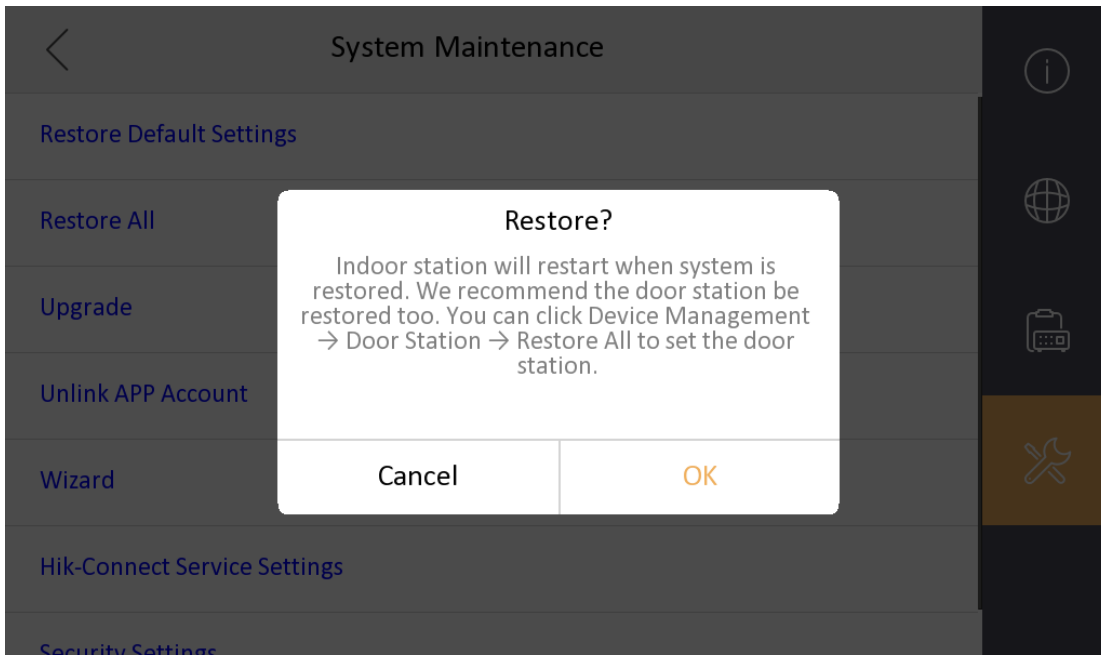 System Maintenance
Restore Default Settings
Restore All
Upgrade
Unlink APP Account
Wizard
Hik-Connect Service Settings
Security Settings
Restore?
Indoor station will restart when system is
restored. We recommend the door station be
restored too. You can click Device Management
→ Door Station → Restore All to set the door
station.
Cancel
OK